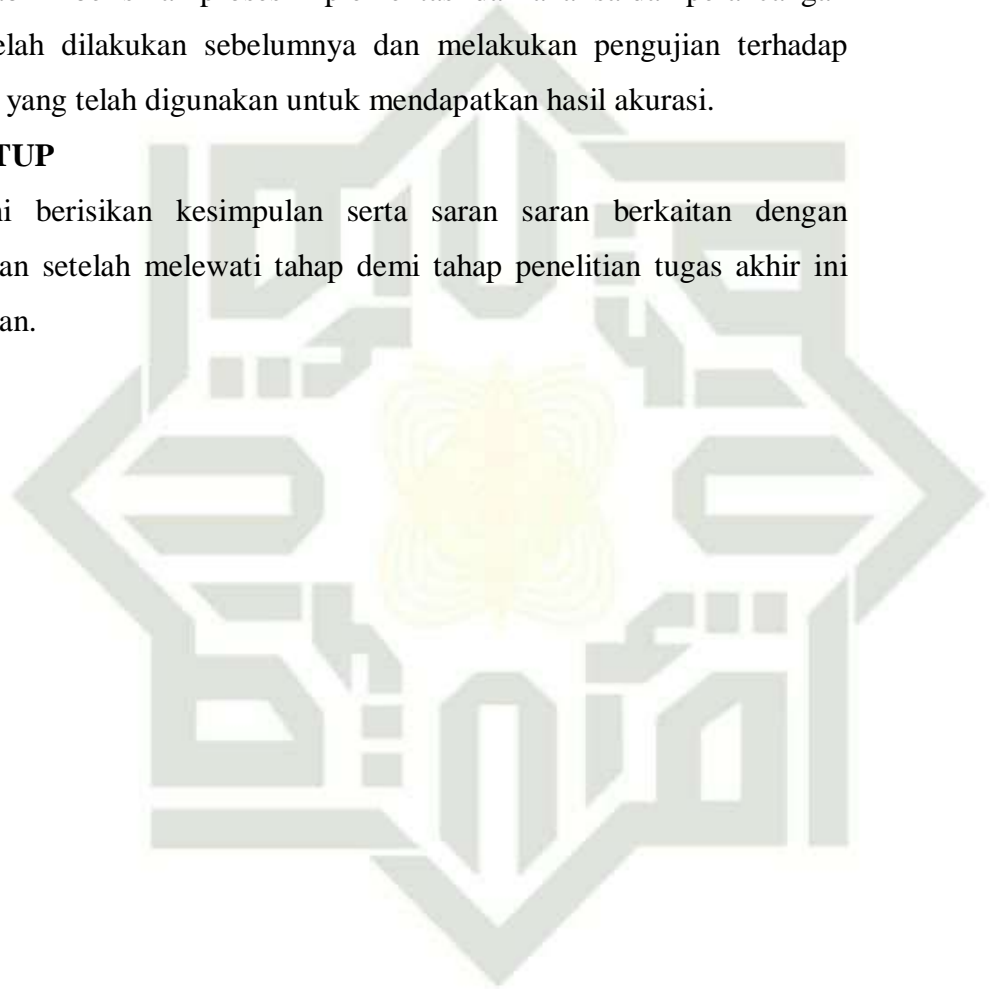 elah dilakukan sebelumnya dan melakukan pengujian terhadap
yang telah digunakan untuk mendapatkan hasil akurasi.
TUP
ni berisikan kesimpulan serta saran saran berkaitan dengan
an setelah melewati tahap demi tahap penelitian tugas akhir ini
an.